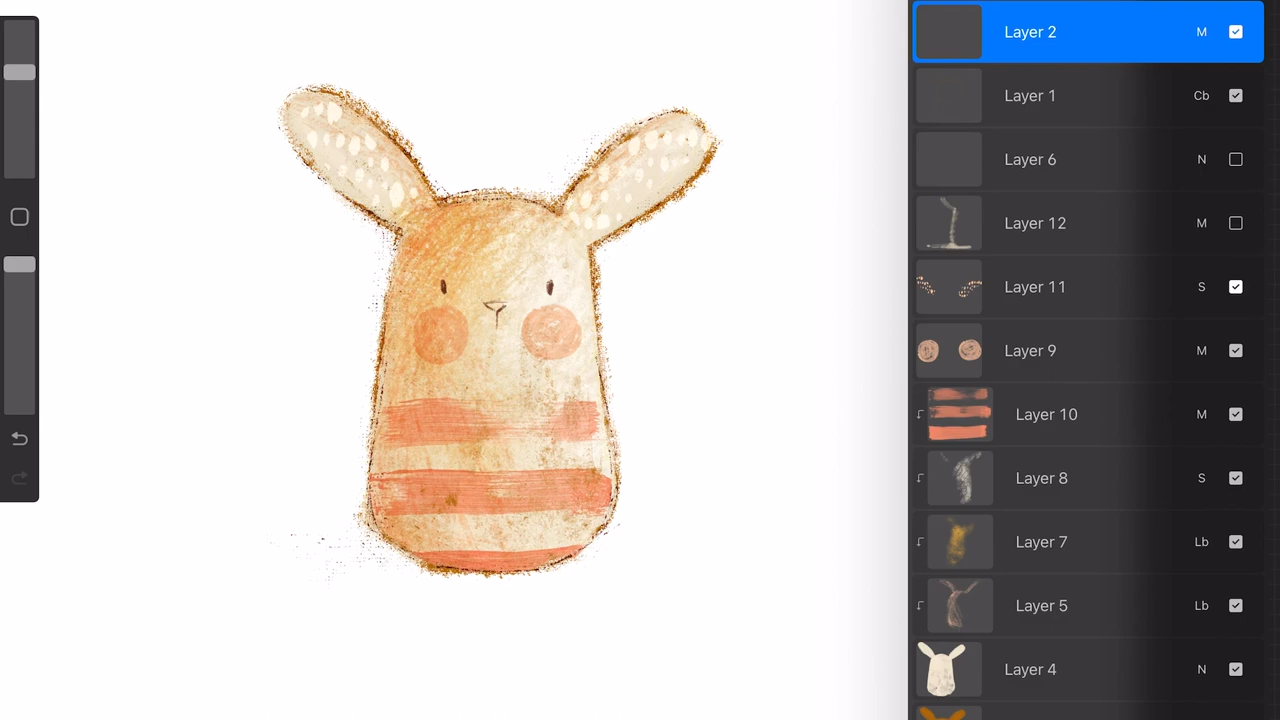 Layer 2 M
Layer 1 Cb
Layer 6 N
Layer 12 M
Layer 11 S
Layer 9 M
Layer 10 M
Layer 8 S
Layer 7 Lb
Layer 5 Lb
Layer 4 N